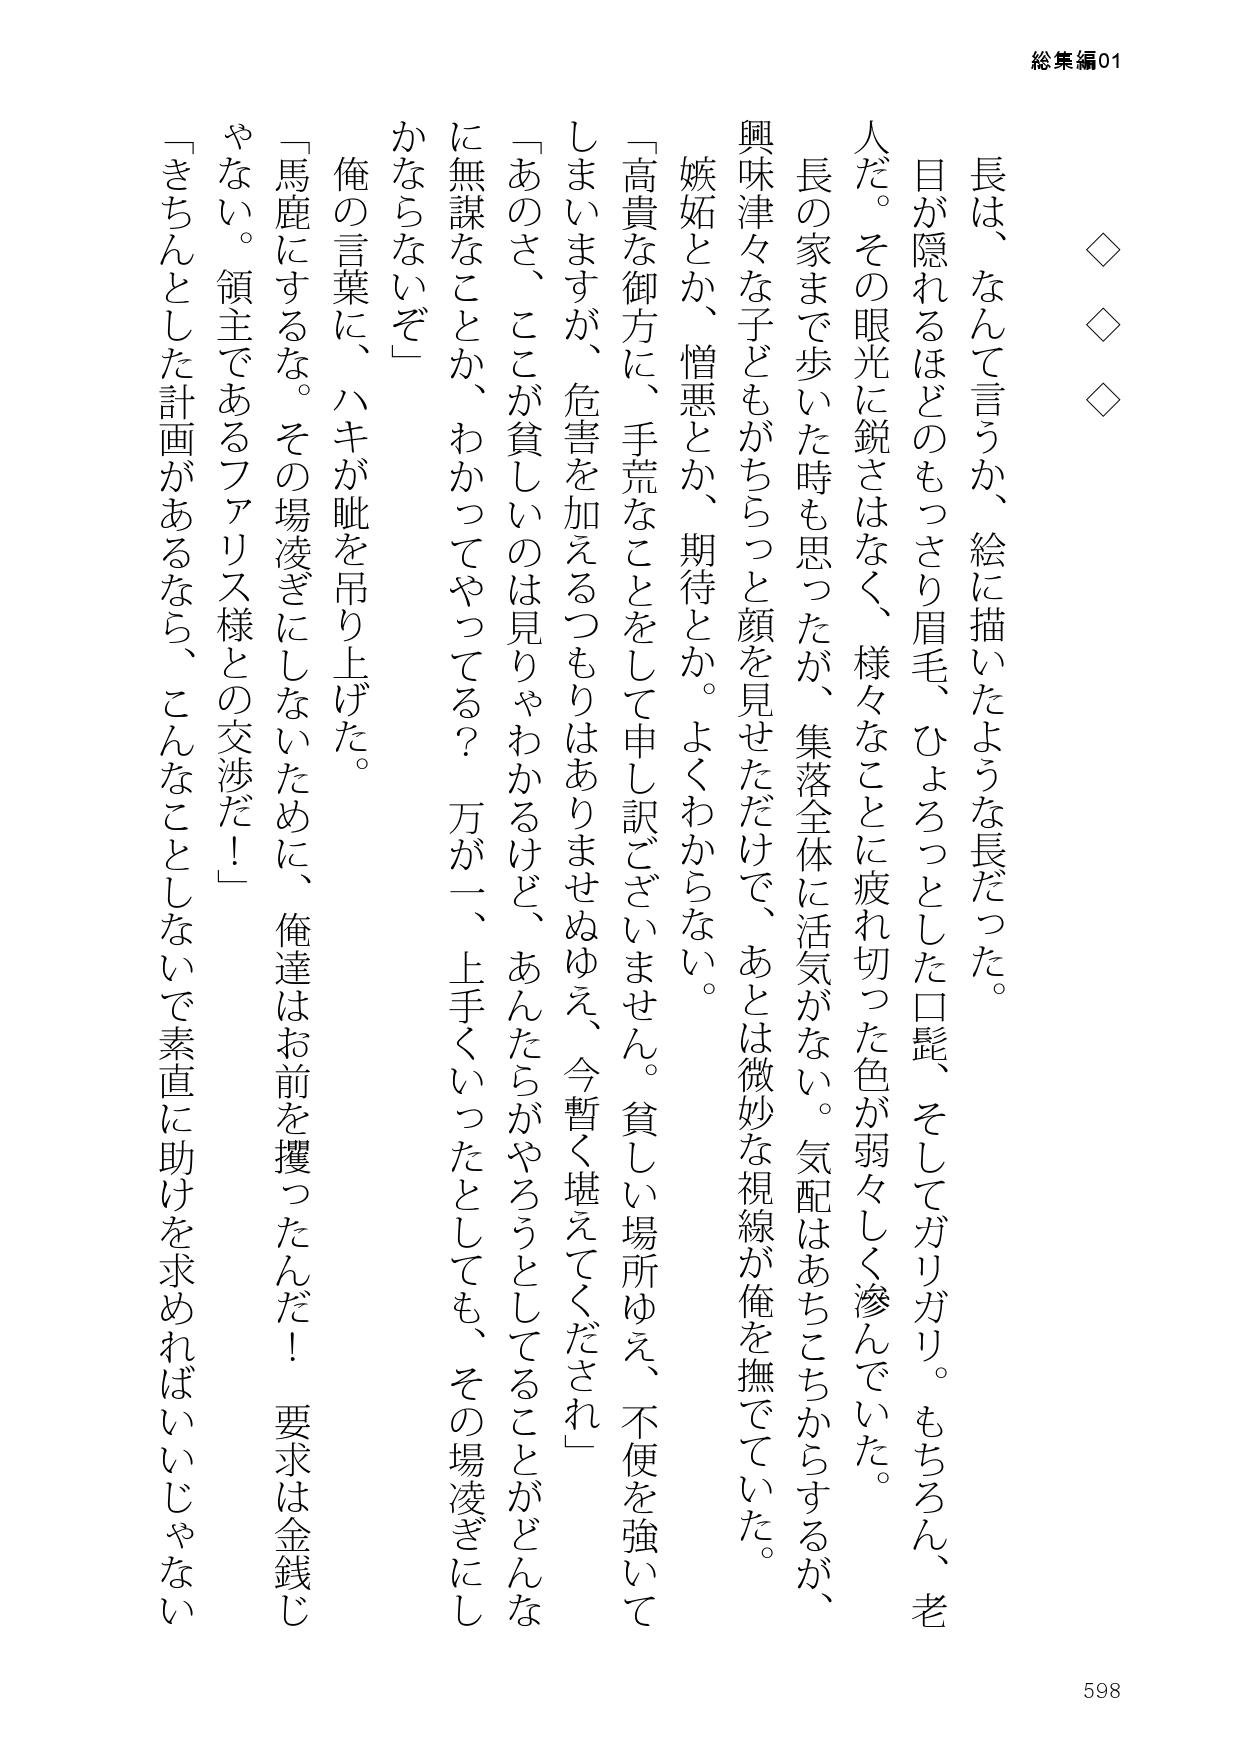 総集編01
◇ ◇ ◇
長は、なんて言うか、絵に描いたような長だった。
目が隠れるほどのもっさり眉毛、ひょろっとした口髭、そしてガリガリ。もちろん、老
人だ。その眼光に鋭さはなく、様々なことに疲れ切った色が弱々しく滲んでいた。
長の家まで歩いた時も思ったが、集落全体に活気がない。気配はあちこちからするが、
興味津々な子どもがちらっと顔を見せただけで、あとは微妙な視線が俺を撫でていた。
嫉妬とか、憎悪とか、期待とか。よくわからない。
「高貴な御方に、手荒なことをして申し訳ございません。貧しい場所ゆえ、不便を強いて
しまいますが、危害を加えるつもりはありませぬゆえ、今暫く堪えてくだされ」
「あのさ、ここが貧しいのは見りゃわかるけど、あんたらがやろうとしてることがどんな
に無謀なことか、わかってやってる？　万が一、上手くいったとしても、その場凌ぎにし
かならないぞ」
俺の言葉に、ハキが眦を吊り上げた。
「馬鹿にするな。その場凌ぎにしないために、俺達はお前を攫ったんだ！　要求は金銭じ
ゃない。領主であるファリス様との交渉だ！」
「きちんとした計画があるなら、こんなことしないで素直に助けを求めればいいじゃない
598